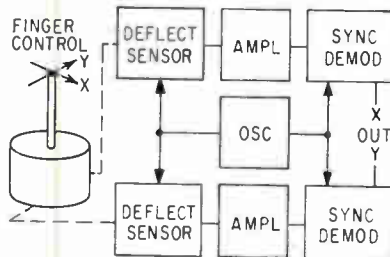 FINGER
CONTROL
Y
X
DEFLECT
SENSOR
AMPL
SYNC
DEMOD
OSC
X
OUT
Y
DEFLECT
SENSOR
AMPL
SYNC
DEMOD